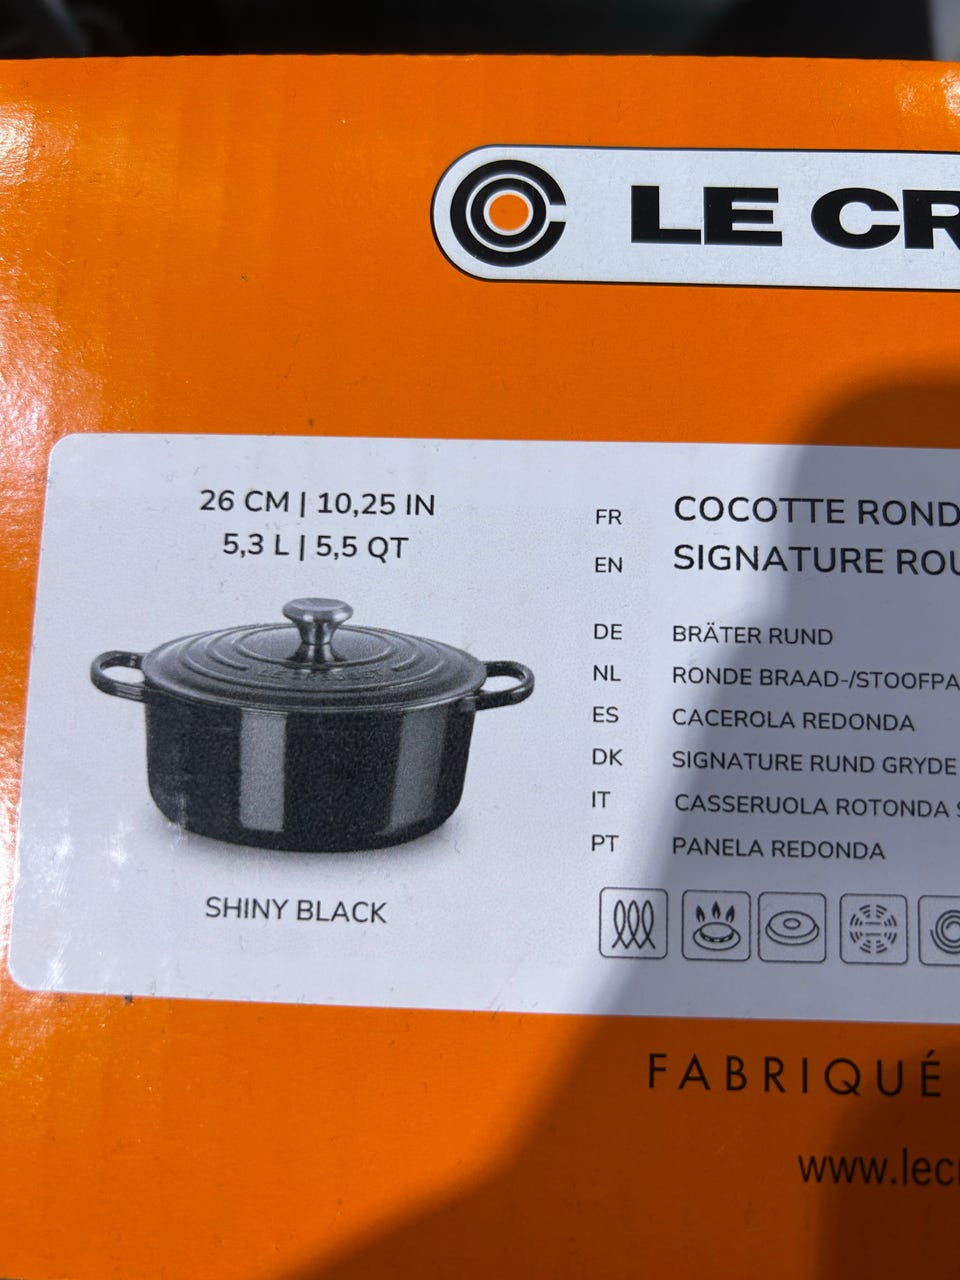 LE CR
26 CM | 10,25 IN
5,3 L | 5,5 QT
SHINY BLACK
FR COCOTTE ROND
EN SIGNATURE ROU
DE BRÄTER RUND
NL RONDE BRAAD-/STOOFPA
ES CACEROLA REDONDA
DK SIGNATURE RUND GRYDE
IT CASSERUOLA ROTONDA S
PT PANELA REDONDA
FABRIQUÉ
www.lecr